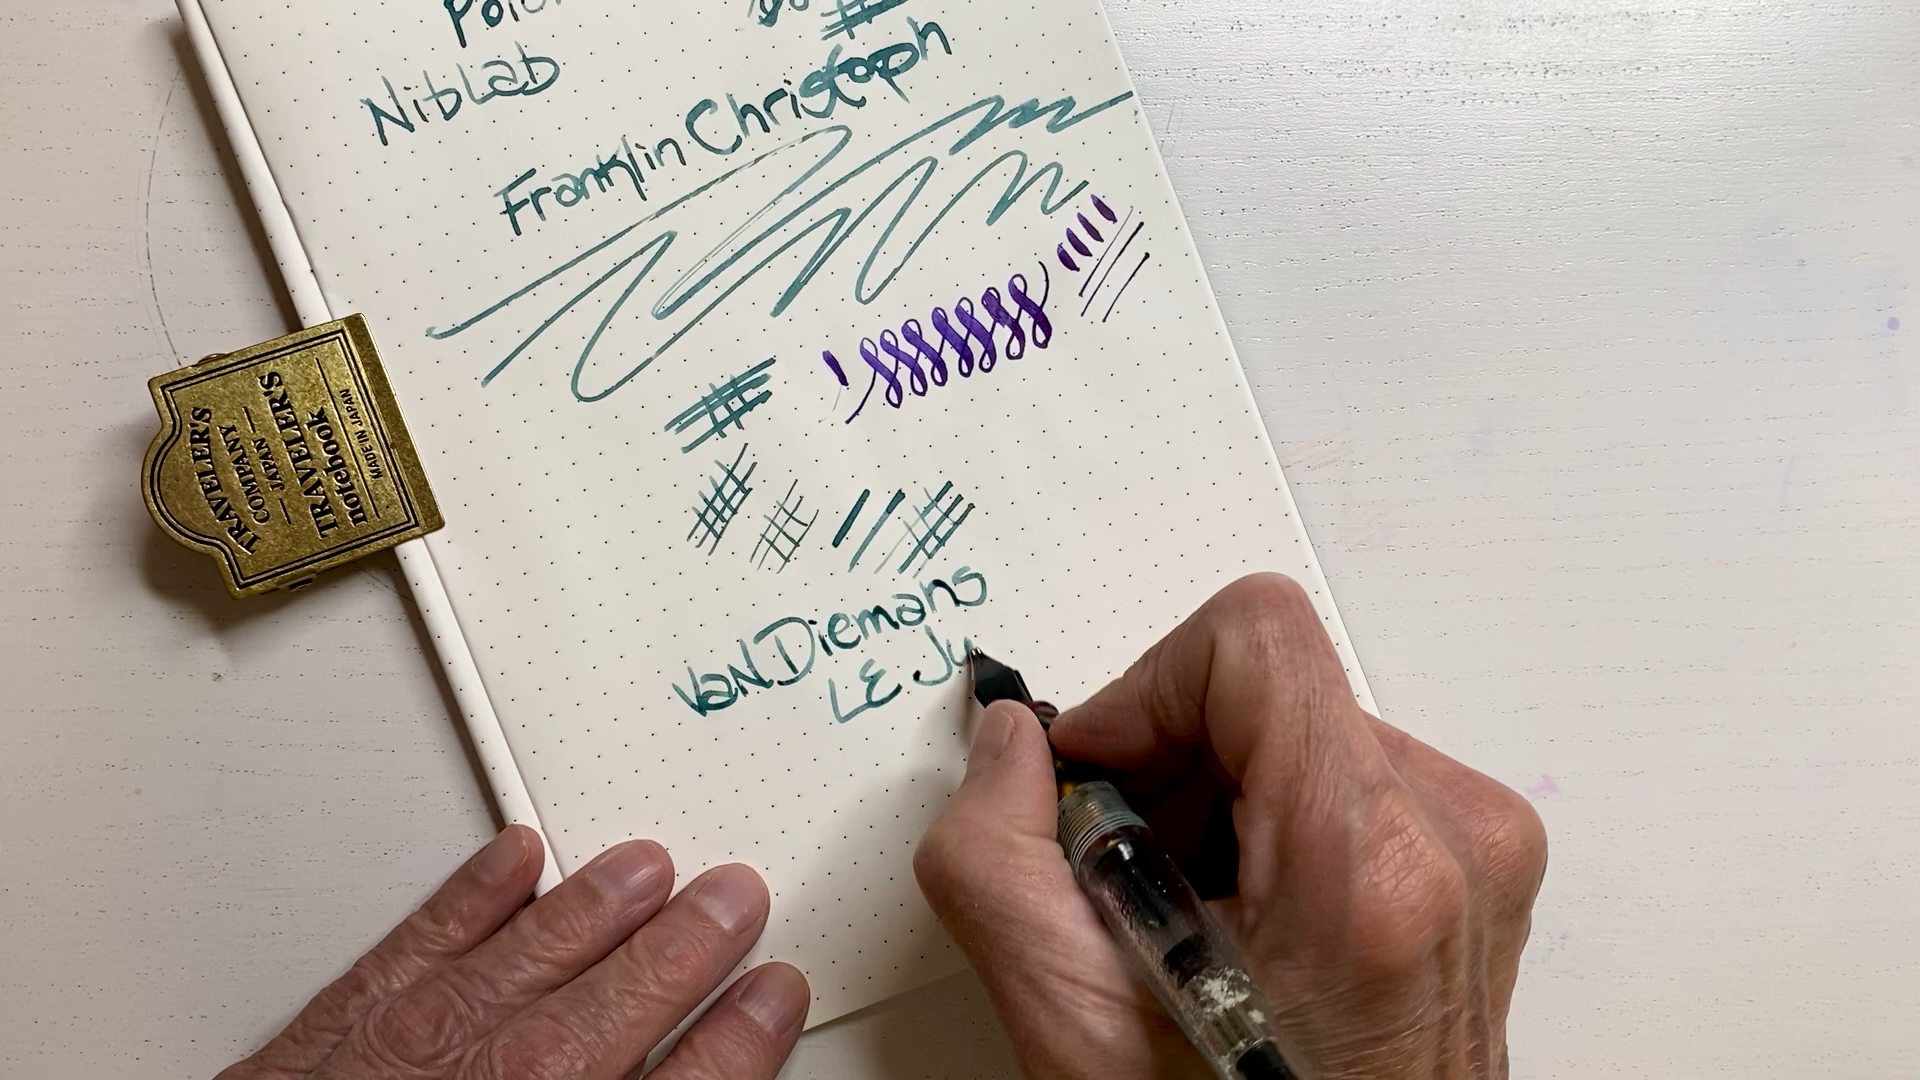 NibLab
Franklin Christoph
VanDiemans
LE Ju
TRAVELER'S
COMPANY
JAPAN
TRAVELER'S
notebook
MADE IN JAPAN